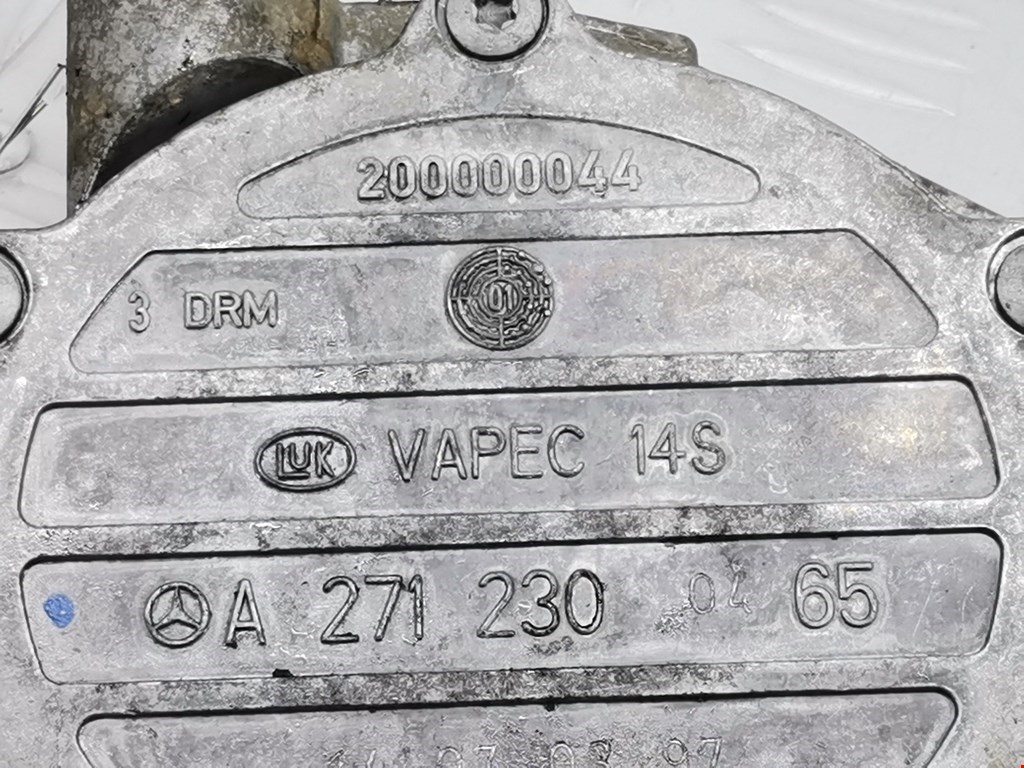 200000044
3 DRM 01
LUK VAPEC 14S
A 271 230 04 65